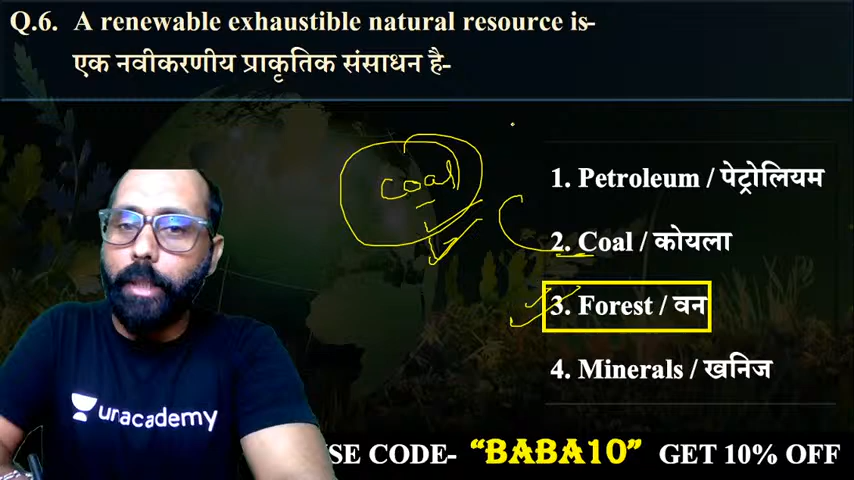 Q.6. A renewable exhaustible natural resource is-
एक नवीकरणीय प्राकृतिक संसाधन है-
coal
1. Petroleum / पेट्रोलियम
2. Coal / कोयला
3. Forest / वन
4. Minerals / खनिज
unacademy
SE CODE- “BABA10” GET 10% OFF